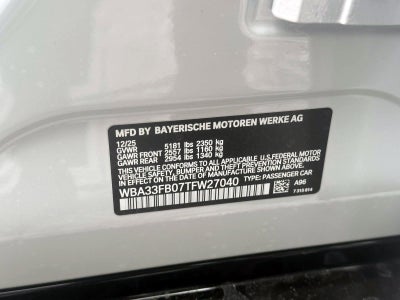 MFD BY BAYERISCHE MOTOREN WERKE AG
12/25
GVWR 5181 lbs 2350 kg
GAWR FRONT 2557 lbs 1160 kg
GAWR REAR 2954 lbs 1340 kg
THIS VEHICLE CONFORMS TO ALL APPLICABLE U.S. FEDERAL MOTOR
VEHICLE SAFETY, BUMPER AND THEFT PREVENTION STANDARDS IN
EFFECT ON THE DATE OF MANUFACTURE SHOWN ABOVE.
WBA33FB07TFW27040 TYPE: PASSENGER CAR
A96